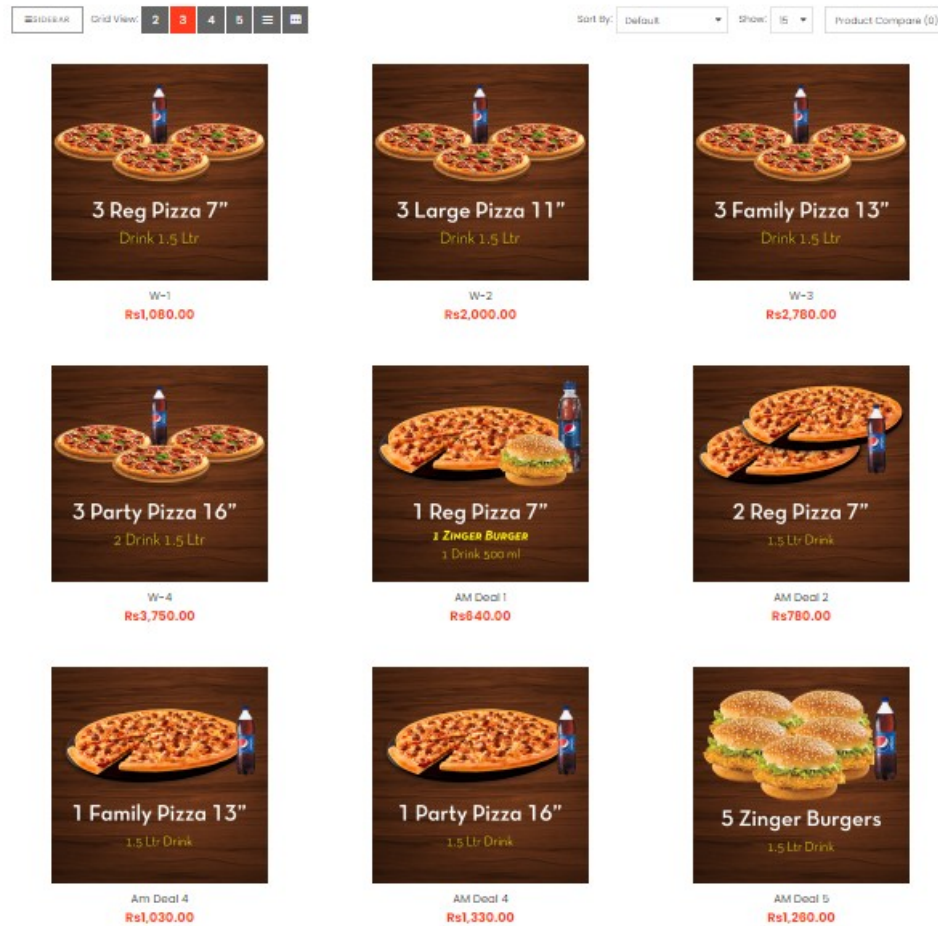 SIDEBAR Grid View: 2 3 4 5 Sort By: Default Show: 15 Product Compare (0)
3 Reg Pizza 7” 3 Large Pizza 11” 3 Family Pizza 13”
Drink 1.5 Ltr Drink 1.5 Ltr Drink 1.5 Ltr
W-1 W-2 W-3
Rs1,080.00 Rs2,000.00 Rs2,780.00
3 Party Pizza 16” 1 Reg Pizza 7” 2 Reg Pizza 7”
2 Drink 1.5 Ltr 1 ZINGER BURGER 1.5 Ltr Drink
1 Drink 500 ml
W-4 AM Deal 1 AM Deal 2
Rs3,750.00 Rs640.00 Rs780.00
1 Family Pizza 13” 1 Party Pizza 16” 5 Zinger Burgers
1.5 Ltr Drink 1.5 Ltr Drink 1.5 Ltr Drink
Am Deal 4 AM Deal 4 AM Deal 5
Rs1,030.00 Rs1,330.00 Rs1,260.00